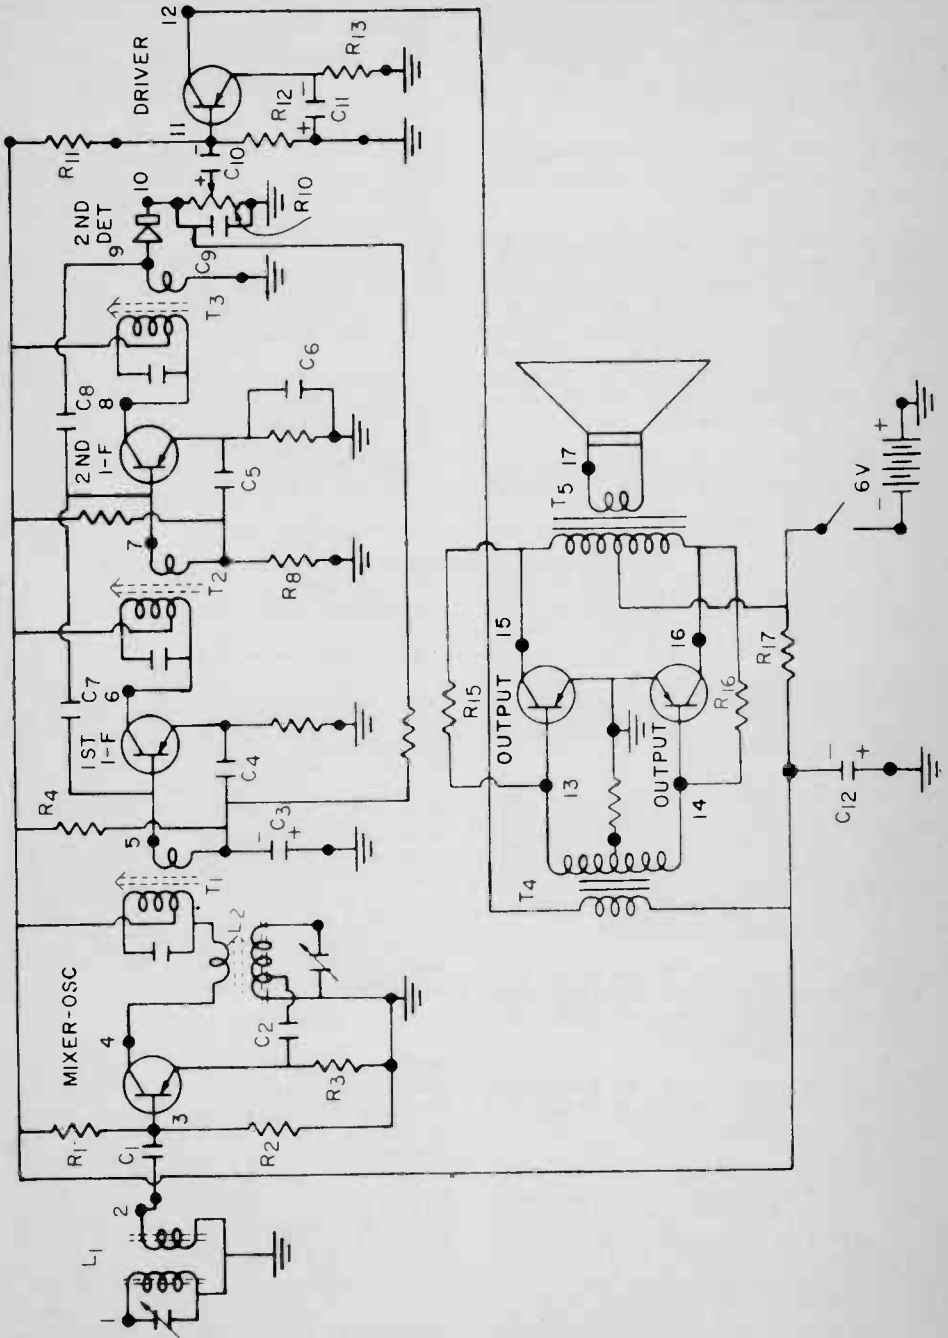 L1
1
2
C1
R1
3
R2
MIXER-OSC
4
R3
C2
L2
T1
5
R4
C3
C4
1ST
I-F
6
C7
T2
7
R8
2ND
I-F
8
C8
C5
C6
T3
9
2ND
DET
10
C9
R10
C10
11
R11
R12
DRIVER
C11
R13
12
T4
13
14
OUTPUT
OUTPUT
15
16
R15
R16
T5
17
R17
C12
6V
+
-
+
-
+
-
+
-
+
-